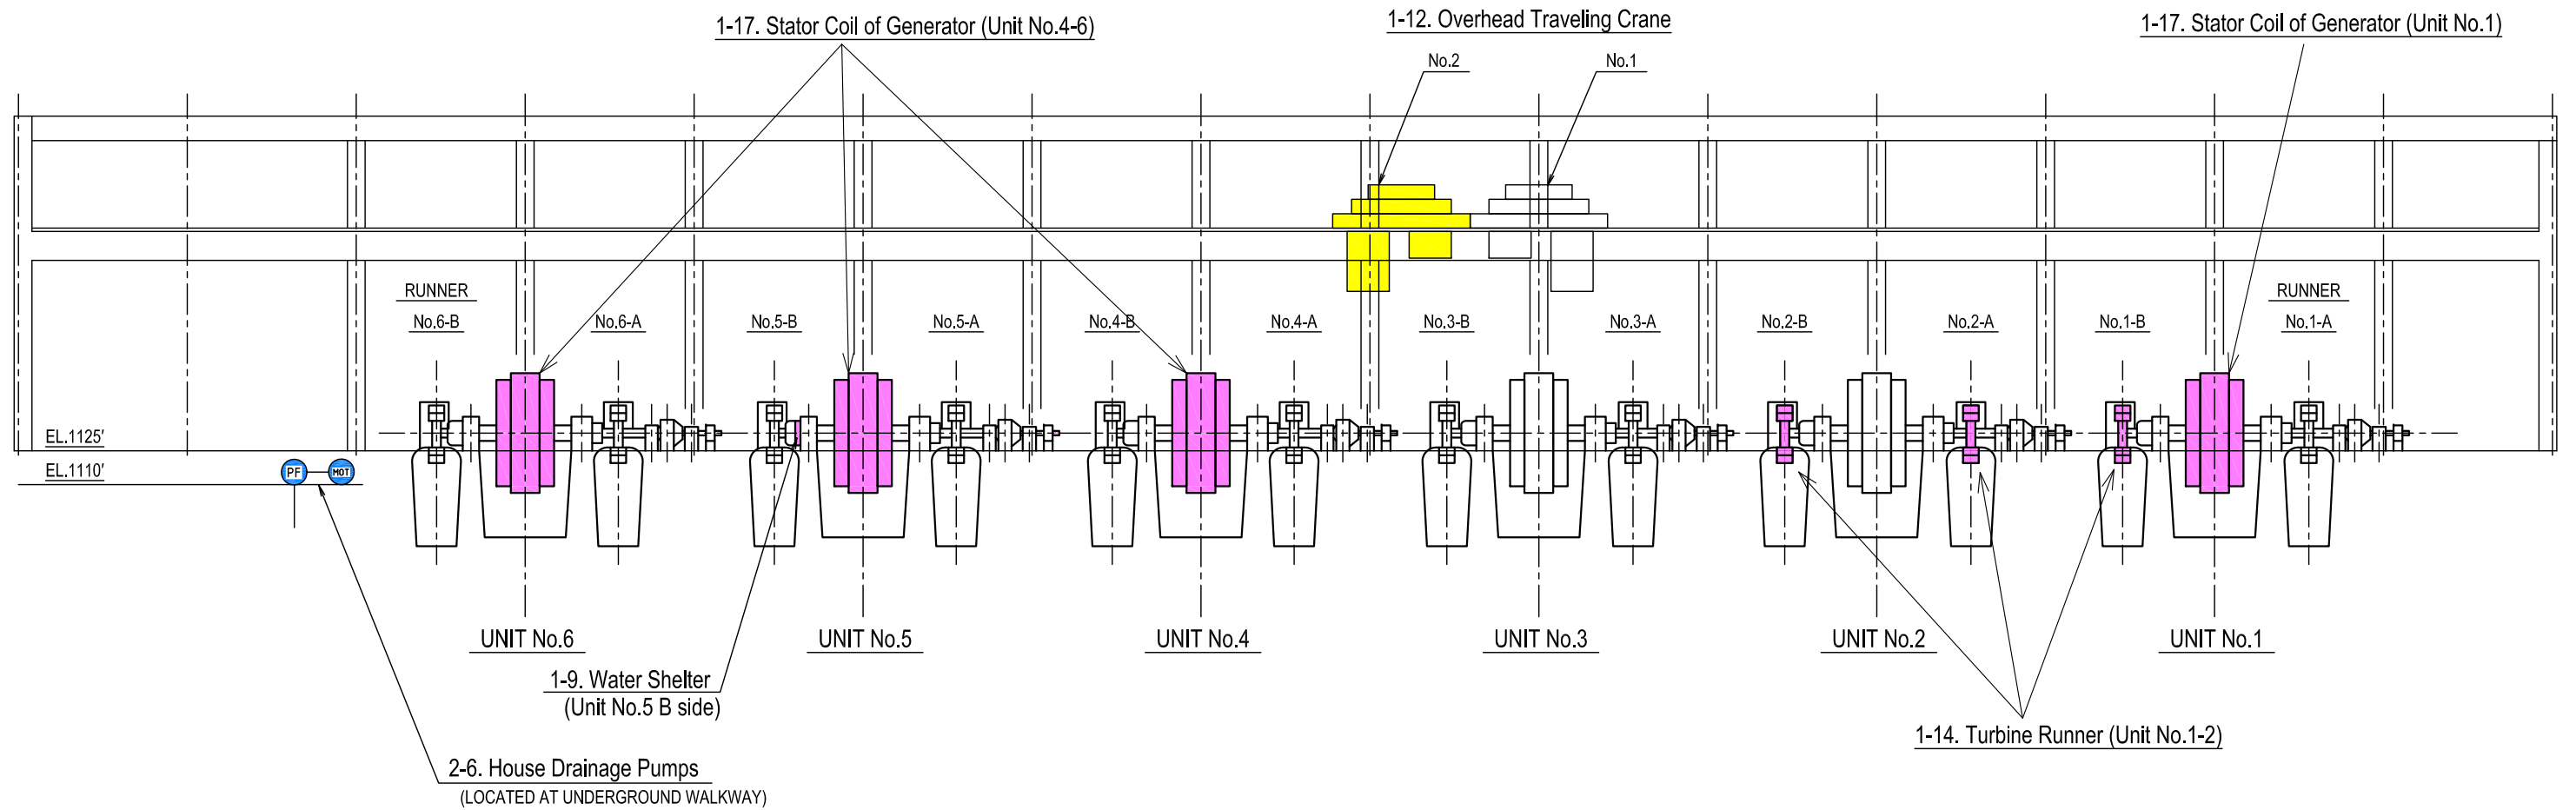 1-17. Stator Coil of Generator (Unit No.4-6)
1-12. Overhead Traveling Crane
1-17. Stator Coil of Generator (Unit No.1)
No.2
No.1
RUNNER
RUNNER
No.6-B
No.6-A
No.5-B
No.5-A
No.4-B
No.4-A
No.3-B
No.3-A
No.2-B
No.2-A
No.1-B
No.1-A
EL.1125'
EL.1110'
PF
MOT
UNIT No.6
UNIT No.5
UNIT No.4
UNIT No.3
UNIT No.2
UNIT No.1
1-9. Water Shelter
(Unit No.5 B side)
1-14. Turbine Runner (Unit No.1-2)
2-6. House Drainage Pumps
(LOCATED AT UNDERGROUND WALKWAY)